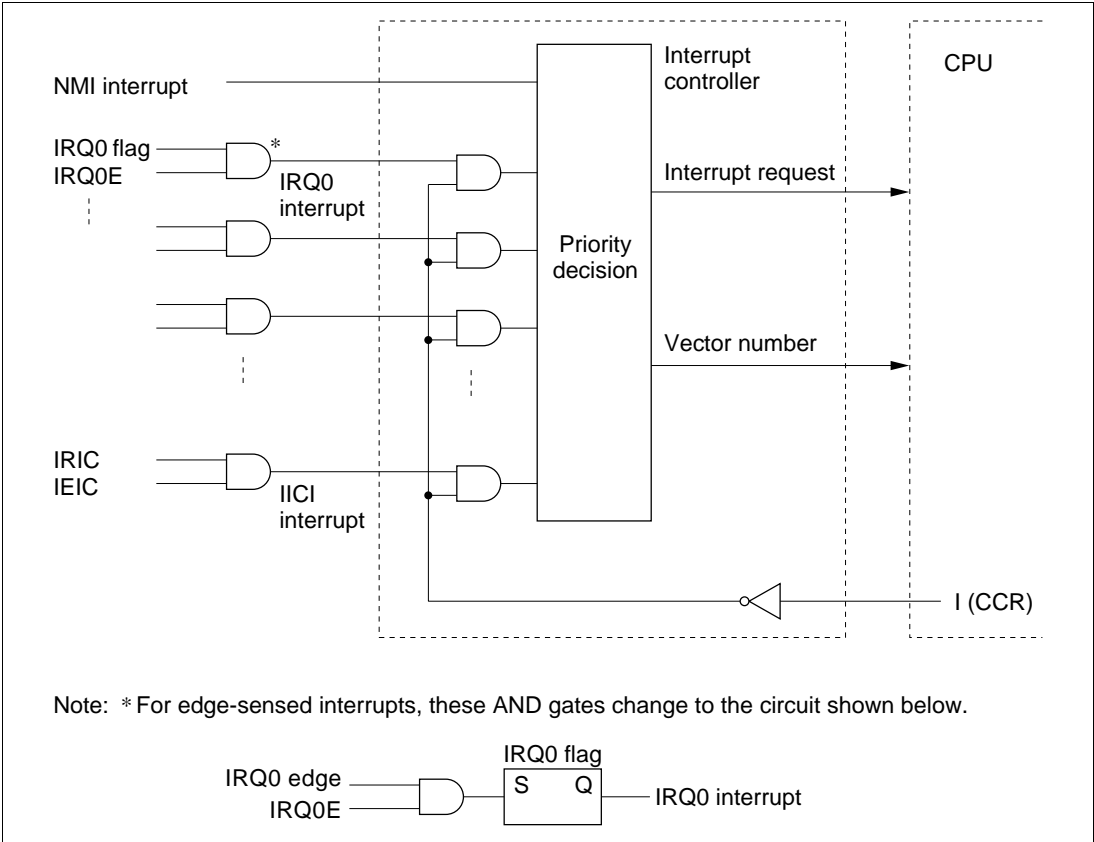 NMI interrupt
Interrupt
controller
CPU
IRQ0 flag
IRQ0E
*
IRQ0
interrupt
Interrupt request
Priority
decision
Vector number
IRIC
IEIC
IICI
interrupt
I (CCR)
Note: * For edge-sensed interrupts, these AND gates change to the circuit shown below.
IRQ0 flag
IRQ0 edge
IRQ0E
S Q
IRQ0 interrupt